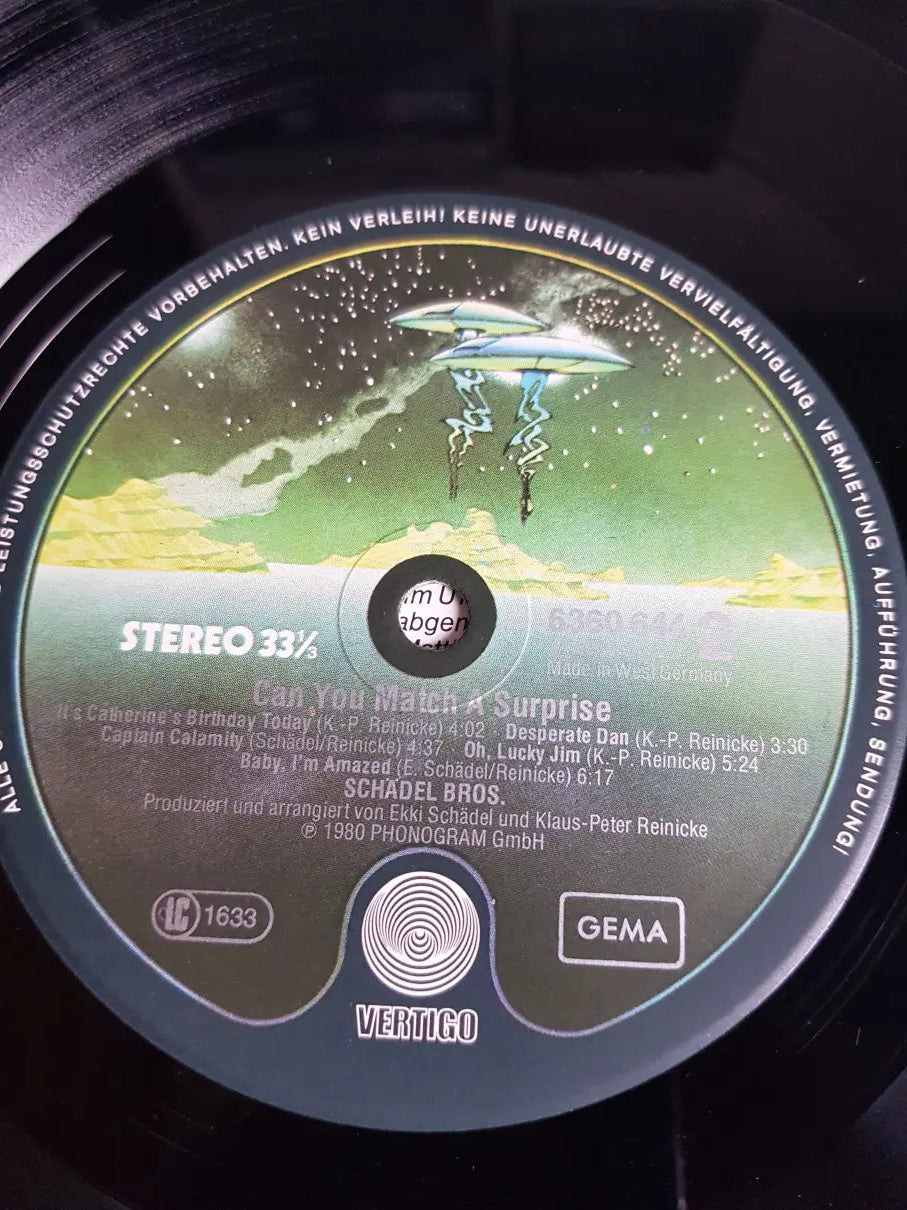 LEISTUNGSSCHUTZRECHTE VORBEHALTEN. KEIN VERLEIH! KEINE UNERLAUBTE VERVIELFÄLTIGUNG, VERMIETUNG, AUFFÜHRUNG, SENDUNG!
ALLE
STEREO 33⅓
2
Made in West Germany
Can You Match A Surprise
It's Catherine's Birthday Today (K.-P. Reinicke) 4:02 · Desperate Dan (K.-P. Reinicke) 3:30
Captain Calamity (Schädel/Reinicke) 4:37 · Oh, Lucky Jim (K.-P. Reinicke) 5:24
Baby, I'm Amazed (E. Schädel/Reinicke) 6:17
SCHÄDEL BROS.
Produziert und arrangiert von Ekki Schädel und Klaus-Peter Reinicke
℗ 1980 PHONOGRAM GmbH
LC 1633
GEMA
VERTIGO